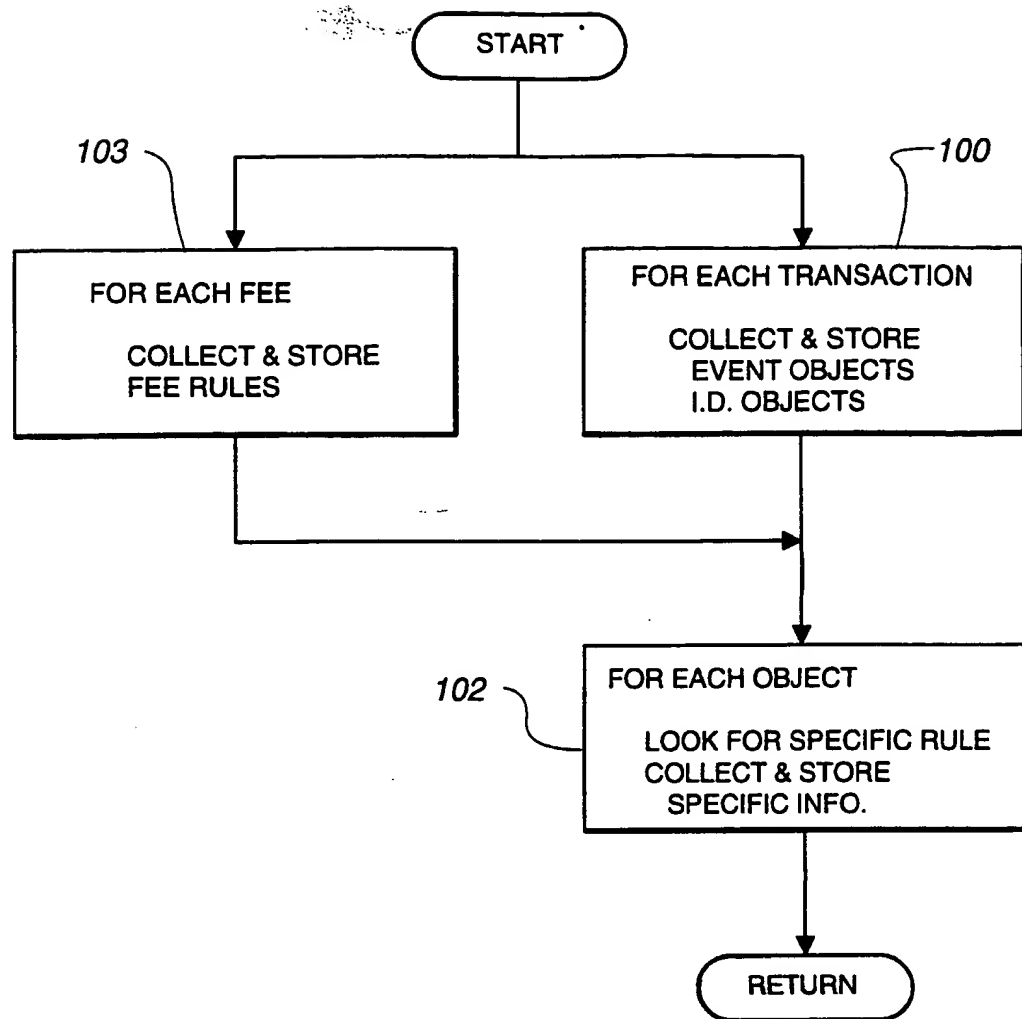 START
103
100
FOR EACH FEE
COLLECT & STORE
FEE RULES
FOR EACH TRANSACTION
COLLECT & STORE
EVENT OBJECTS
I.D. OBJECTS
102
FOR EACH OBJECT
LOOK FOR SPECIFIC RULE
COLLECT & STORE
SPECIFIC INFO.
RETURN